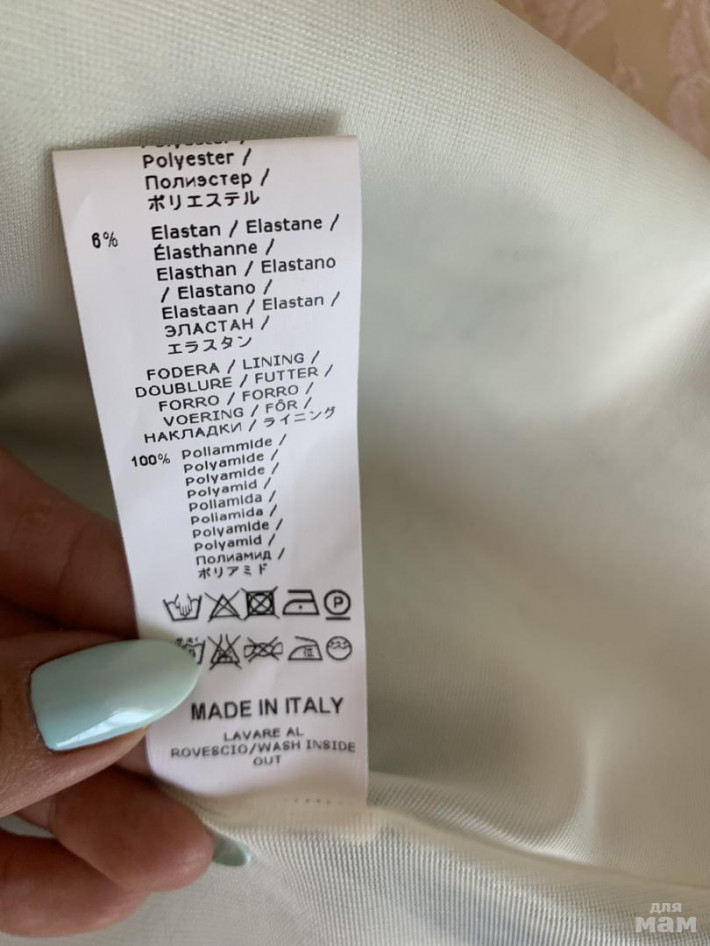 Polyester /
Полиэстер /
ポリエステル
6% Elastan / Elastane /
Élasthanne /
Elasthan / Elastano
/ Elastano /
Elastaan / Elastan /
ЭЛАСТАН /
エラスタン
FODERA / LINING /
DOUBLURE / FUTTER /
FORRO / FORRO /
VOERING / FÔR /
НАКЛАДКИ / ライニング
100% Poliammide /
Polyamide /
Polyamide /
Polyamid /
Poliamida /
Poliamida /
Polyamide /
Polyamid /
Полиамид /
ポリアミド
P
MADE IN ITALY
LAVARE AL
ROVESCIO/WASH INSIDE
OUT
для
мам